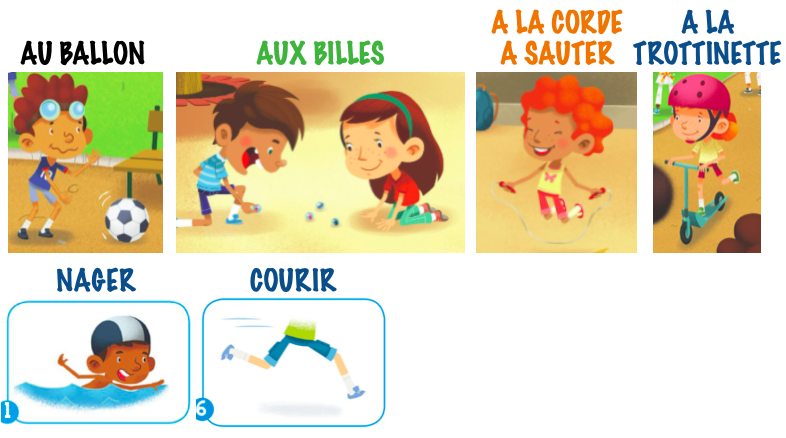 AU BALLON
AUX BILLES
A LA CORDE
A SAUTER
A LA
TROTTINETTE
NAGER
COURIR
1
6